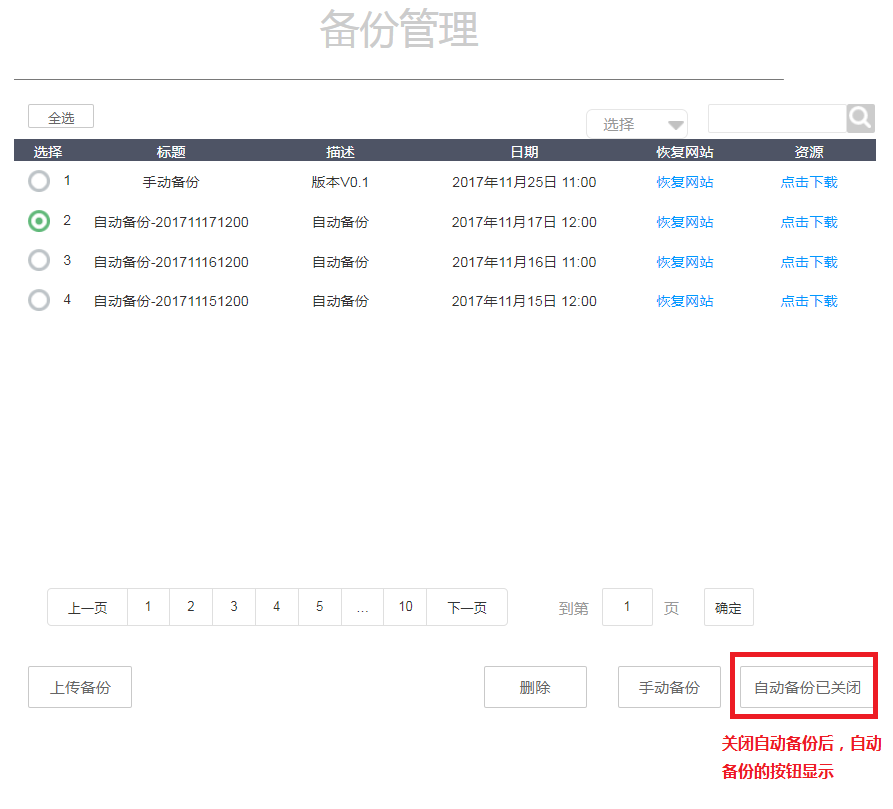 备份管理
全选
选择
选择 标题 描述 日期 恢复网站 资源
1 手动备份 版本V0.1 2017年11月25日 11:00 恢复网站 点击下载
2 自动备份-201711171200 自动备份 2017年11月17日 12:00 恢复网站 点击下载
3 自动备份-201711161200 自动备份 2017年11月16日 11:00 恢复网站 点击下载
4 自动备份-201711151200 自动备份 2017年11月15日 12:00 恢复网站 点击下载
上一页 1 2 3 4 5 ... 10 下一页 到第 1 页 确定
上传备份 删除 手动备份 自动备份已关闭
关闭自动备份后，自动
备份的按钮显示